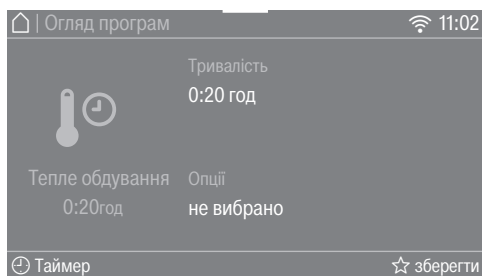 | Огляд програм 11:02
Тривалість
0:20 год
Тепле обдування
0:20год
Опції
не вибрано
Таймер зберегти